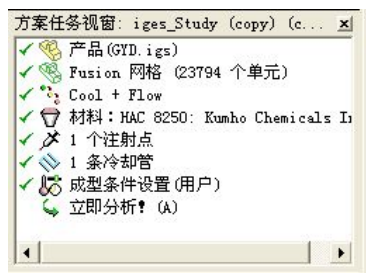 方案任务视窗: iges_Study (copy) (c...
产品(GYD.igs)
Fusion 网格 (23794 个单元)
Cool + Flow
材料：HAC 8250: Kumho Chemicals I
1 个注射点
1 条冷却管
成型条件设置(用户)
立即分析! (A)